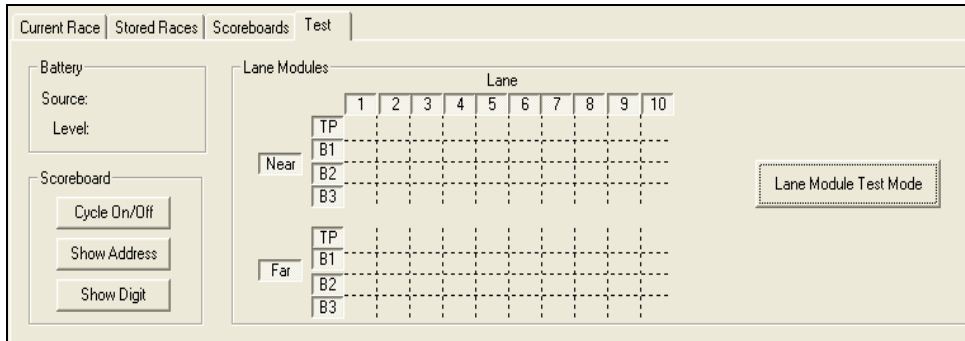 Current Race Stored Races Scoreboards Test
Battery
Source:
Level:
Scoreboard
Cycle On/Off
Show Address
Show Digit
Lane Modules
Lane
1 2 3 4 5 6 7 8 9 10
Near
TP
B1
B2
B3
Far
TP
B1
B2
B3
Lane Module Test Mode